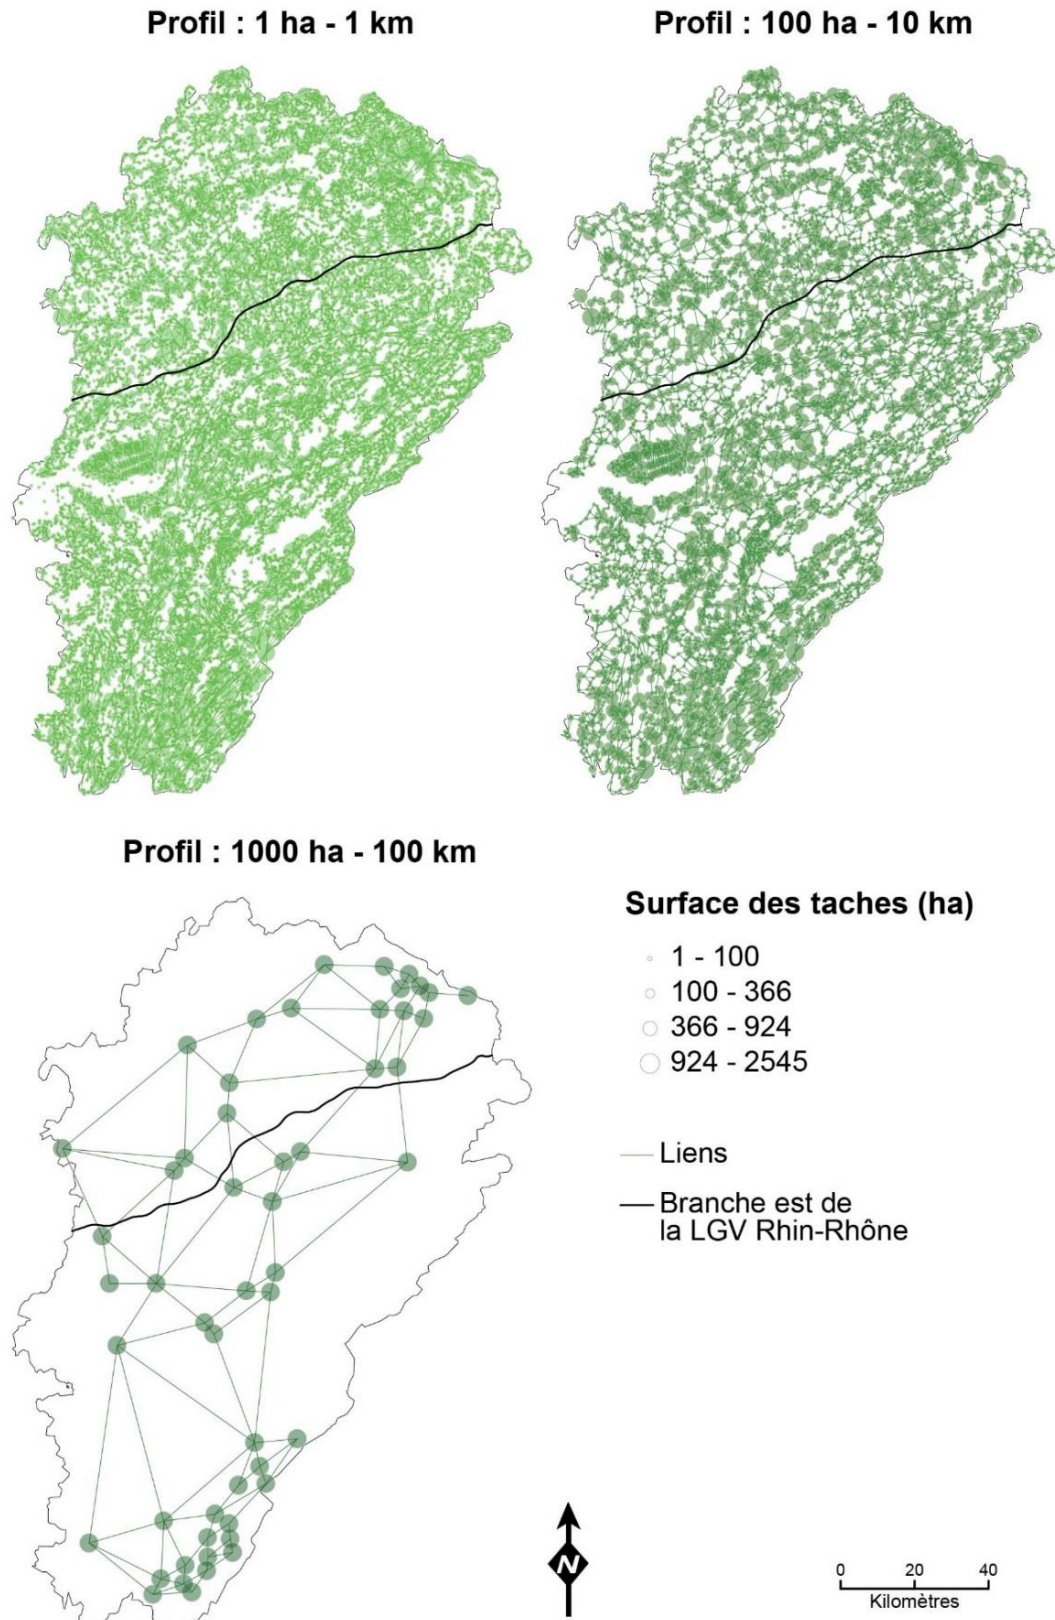 Profil : 1 ha - 1 km
Profil : 100 ha - 10 km
Profil : 1000 ha - 100 km
Surface des taches (ha)
1 - 100
100 - 366
366 - 924
924 - 2545
Liens
Branche est de
la LGV Rhin-Rhône
N
0 20 40
Kilomètres